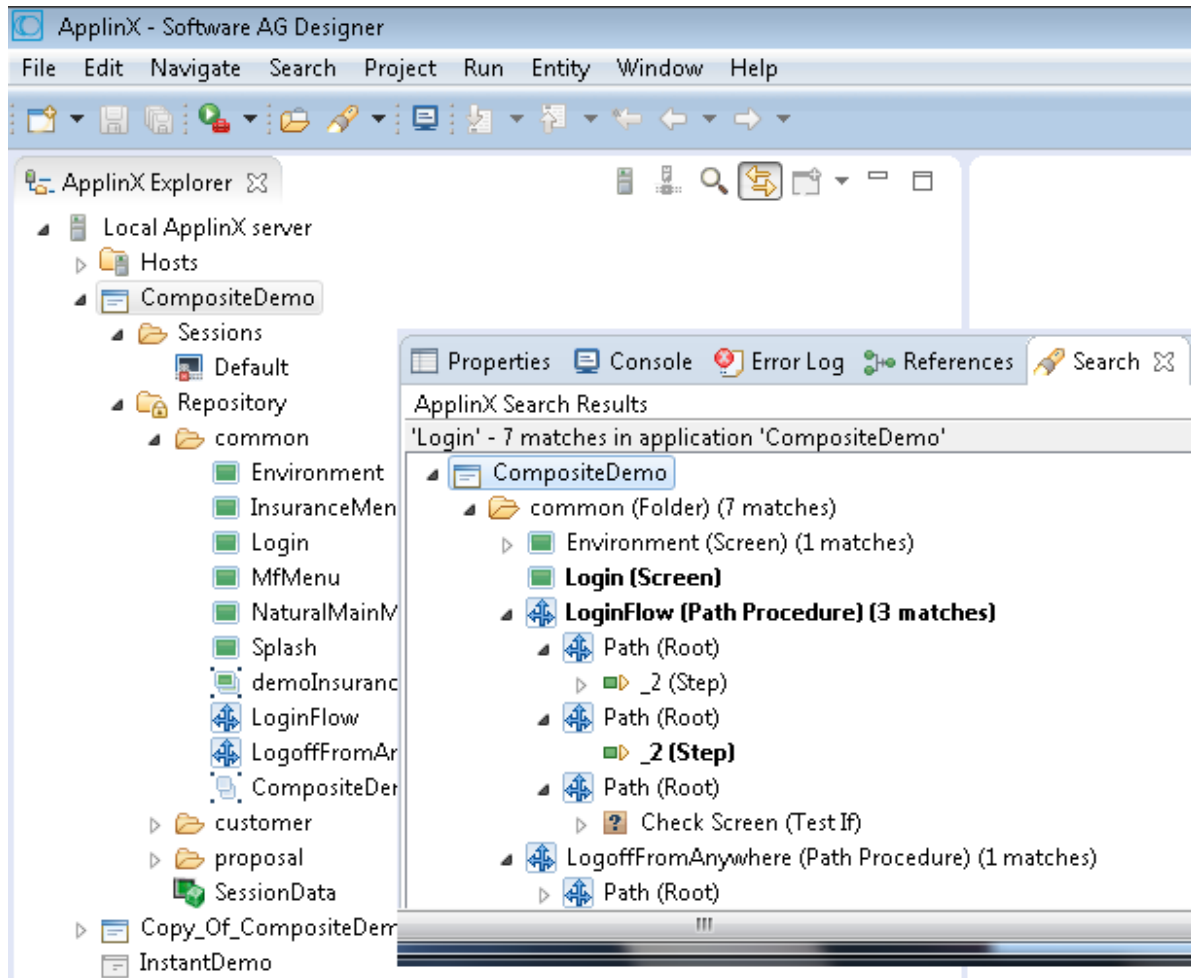 ApplinX - Software AG Designer
File Edit Navigate Search Project Run Entity Window Help
ApplinX Explorer
Local ApplinX server
Hosts
CompositeDemo
Sessions
Default
Repository
common
Environment
InsuranceMen
Login
MfMenu
NaturalMainM
Splash
demoInsuranc
LoginFlow
LogoffFromAn
CompositeDer
customer
proposal
SessionData
Copy_Of_CompositeDem
InstantDemo
Properties Console Error Log References Search
ApplinX Search Results
'Login' - 7 matches in application 'CompositeDemo'
CompositeDemo
common (Folder) (7 matches)
Environment (Screen) (1 matches)
Login (Screen)
LoginFlow (Path Procedure) (3 matches)
Path (Root)
_2 (Step)
Path (Root)
_2 (Step)
Path (Root)
Check Screen (Test If)
LogoffFromAnywhere (Path Procedure) (1 matches)
Path (Root)